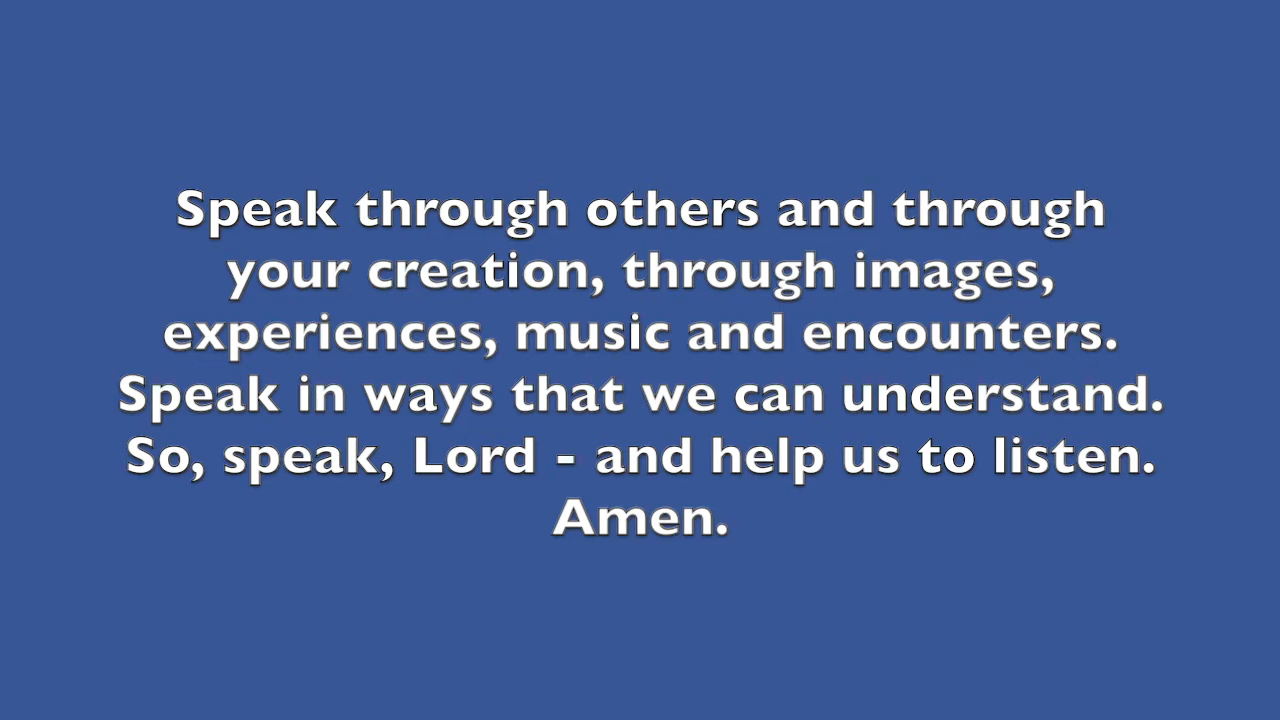 Speak through others and through
your creation, through images,
experiences, music and encounters.
Speak in ways that we can understand.
So, speak, Lord - and help us to listen.
Amen.